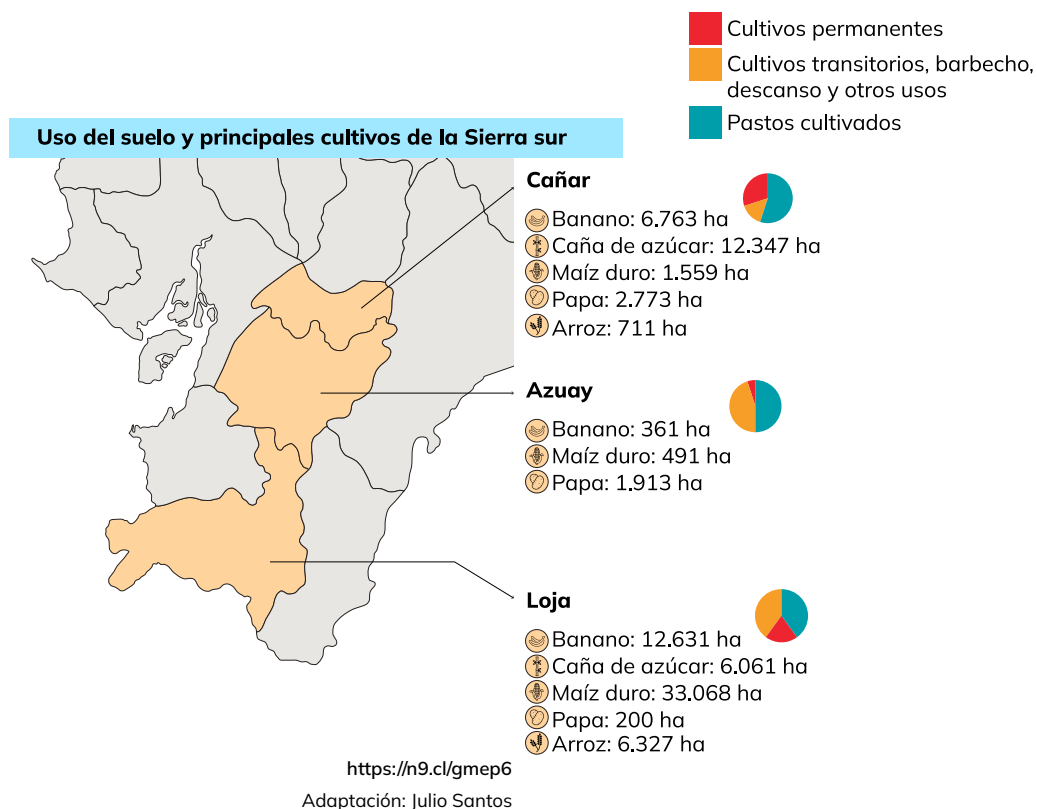 Cultivos permanentes
Cultivos transitorios, barbecho,
descanso y otros usos
Pastos cultivados
Uso del suelo y principales cultivos de la Sierra sur
Cañar
Banano: 6.763 ha
Caña de azúcar: 12.347 ha
Maíz duro: 1.559 ha
Papa: 2.773 ha
Arroz: 711 ha
Azuay
Banano: 361 ha
Maíz duro: 491 ha
Papa: 1.913 ha
Loja
Banano: 12.631 ha
Caña de azúcar: 6.061 ha
Maíz duro: 33.068 ha
Papa: 200 ha
Arroz: 6.327 ha
https://n9.cl/gmep6
Adaptación: Julio Santos